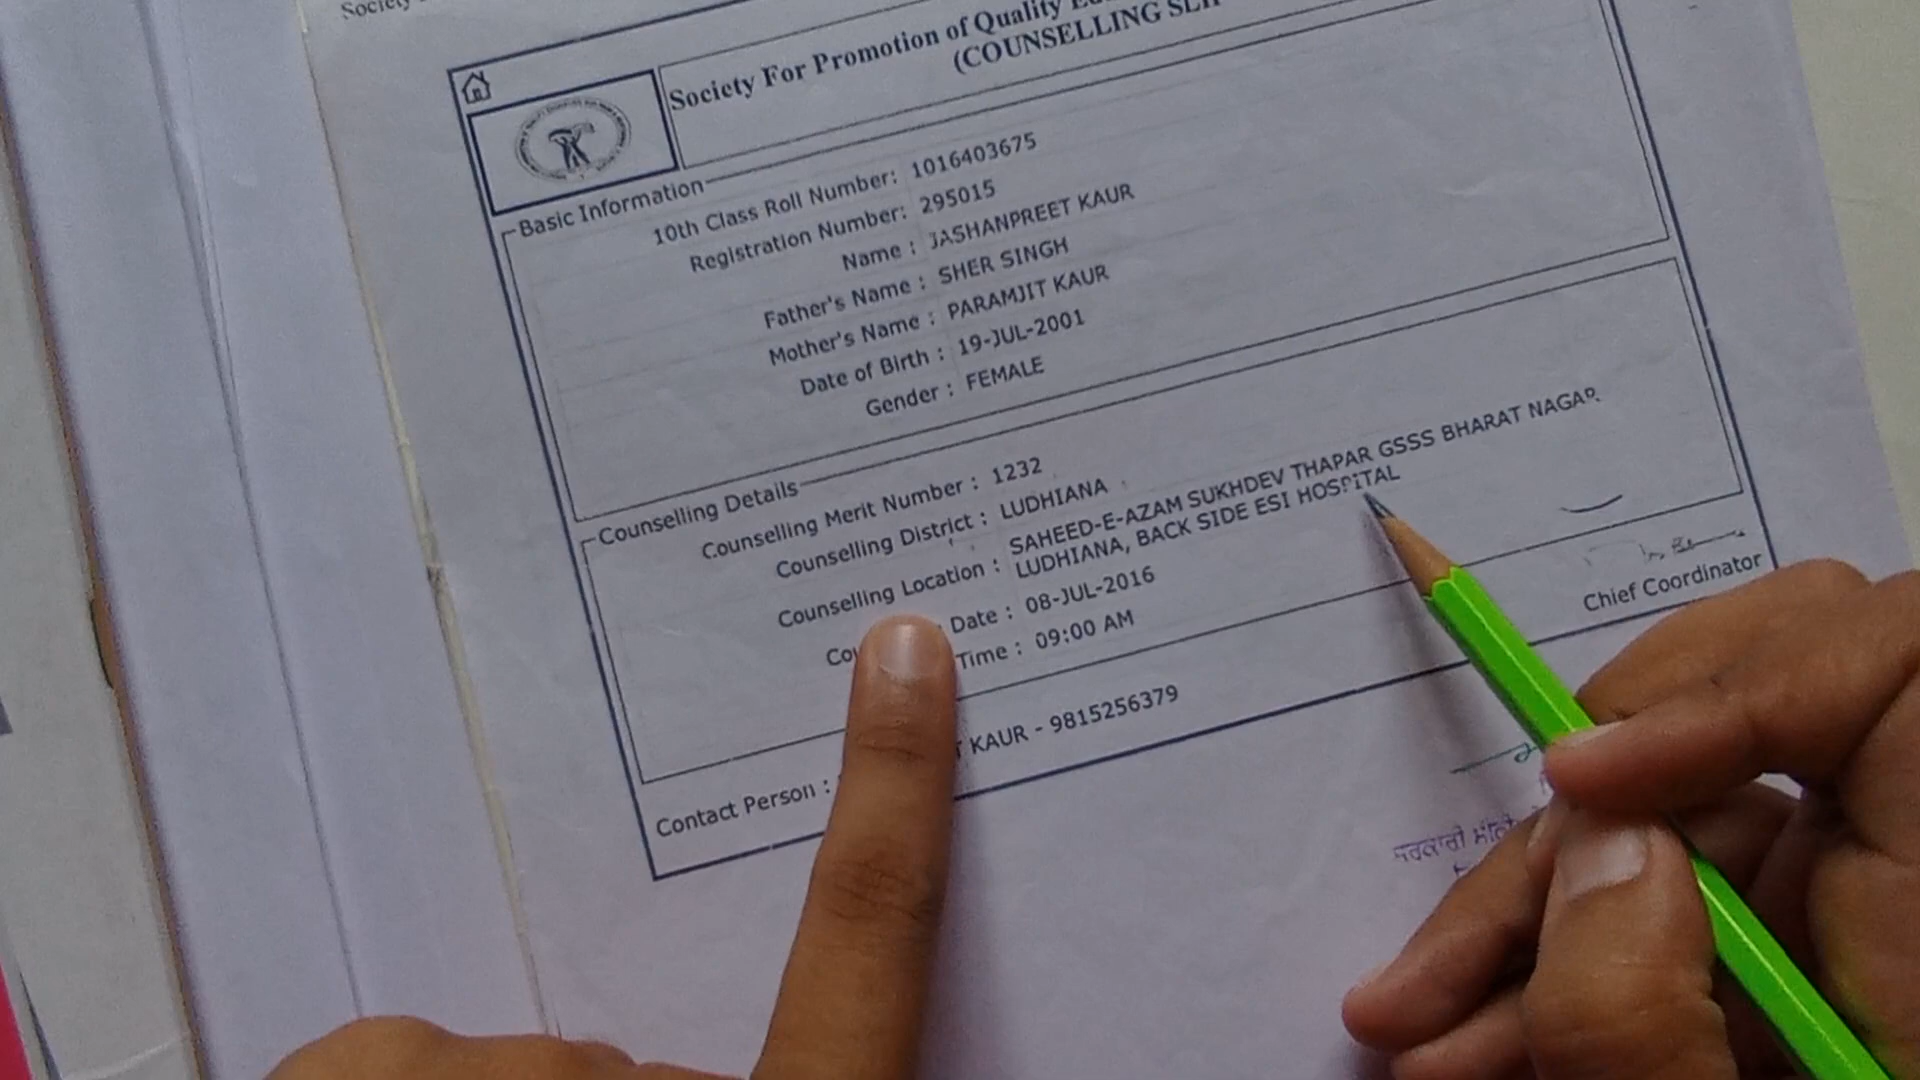 Society
Society For Promotion of Quality
(COUNSELLING
Basic Information
10th Class Roll Number: 1016403675
Registration Number: 295015
Name : JASHANPREET KAUR
Father's Name : SHER SINGH
Mother's Name : PARAMJIT KAUR
Date of Birth : 19-JUL-2001
Gender : FEMALE
Counselling Details
Counselling Merit Number : 1232
Counselling District : LUDHIANA
Counselling Location : SAHEED-E-AZAM SUKHDEV THAPAR GSSS BHARAT NAGAR
LUDHIANA, BACK SIDE ESI HOSPITAL
Date : 08-JUL-2016
Time : 09:00 AM
Chief Coordinator
Contact Person : KAUR - 9815256379
ਸਰਕਾਰੀ